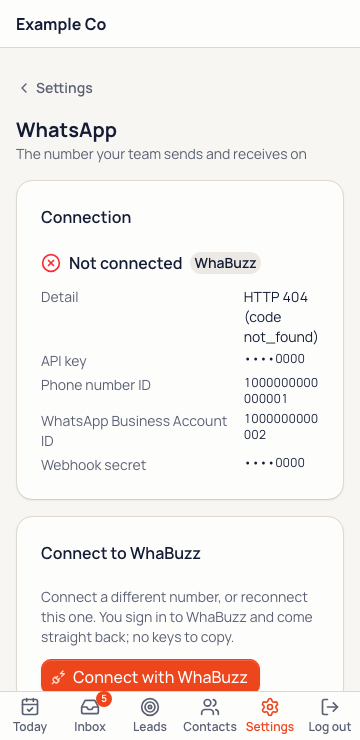 Example Co
Settings
WhatsApp
The number your team sends and receives on
Connection
Not connected WhaBuzz
Detail HTTP 404
(code
not_found)
API key ••••0000
Phone number ID 1000000000
000001
WhatsApp Business Account 1000000000
ID 002
Webhook secret ••••0000
Connect to WhaBuzz
Connect a different number, or reconnect
this one. You sign in to WhaBuzz and come
straight back; no keys to copy.
Connect with WhaBuzz
5
Today Inbox Leads Contacts Settings Log out